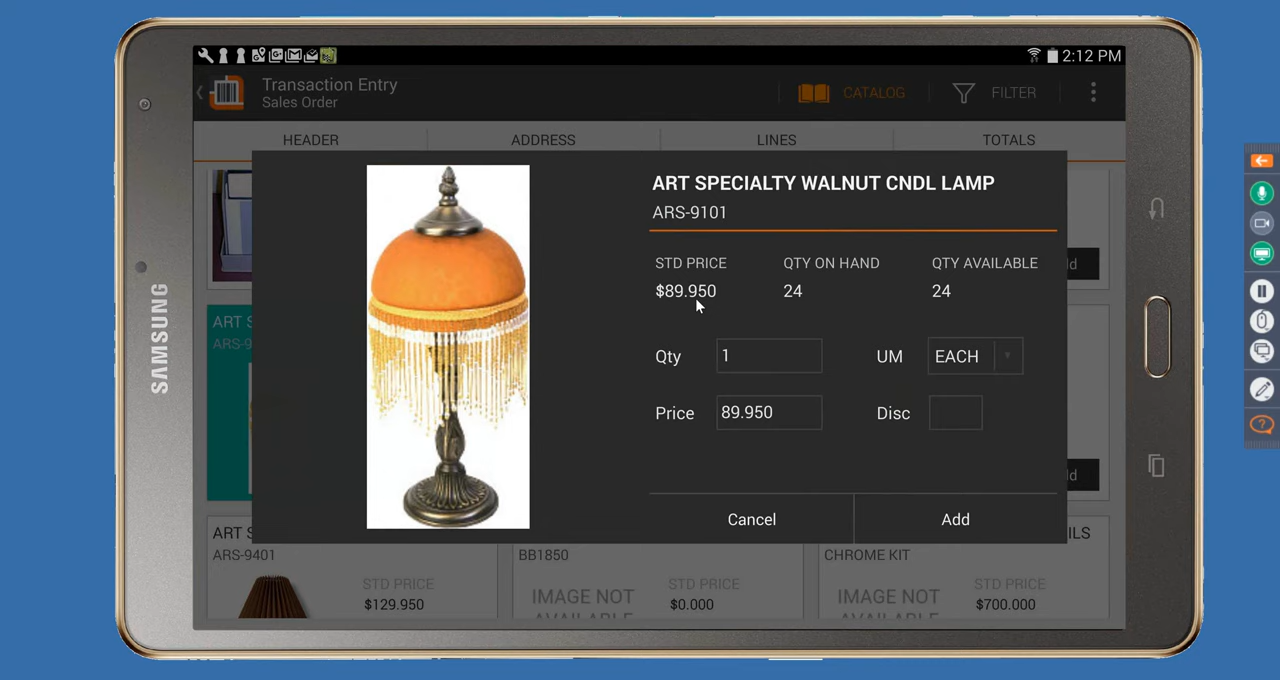 2:12 PM
Transaction Entry
Sales Order
CATALOG
FILTER
HEADER
ADDRESS
LINES
TOTALS
SAMSUNG
ART SPECIALTY WALNUT CNDL LAMP
ARS-9101
STD PRICE
QTY ON HAND
QTY AVAILABLE
$89.950
24
24
Qty
1
UM
EACH
Price
89.950
Disc
Cancel
Add
ART S
ARS-9
d
d
ART S
ARS-9401
STD PRICE
$129.950
BB1850
IMAGE NOT
AVAILABLE
STD PRICE
$0.000
ILS
CHROME KIT
IMAGE NOT
AVAILABLE
STD PRICE
$700.000